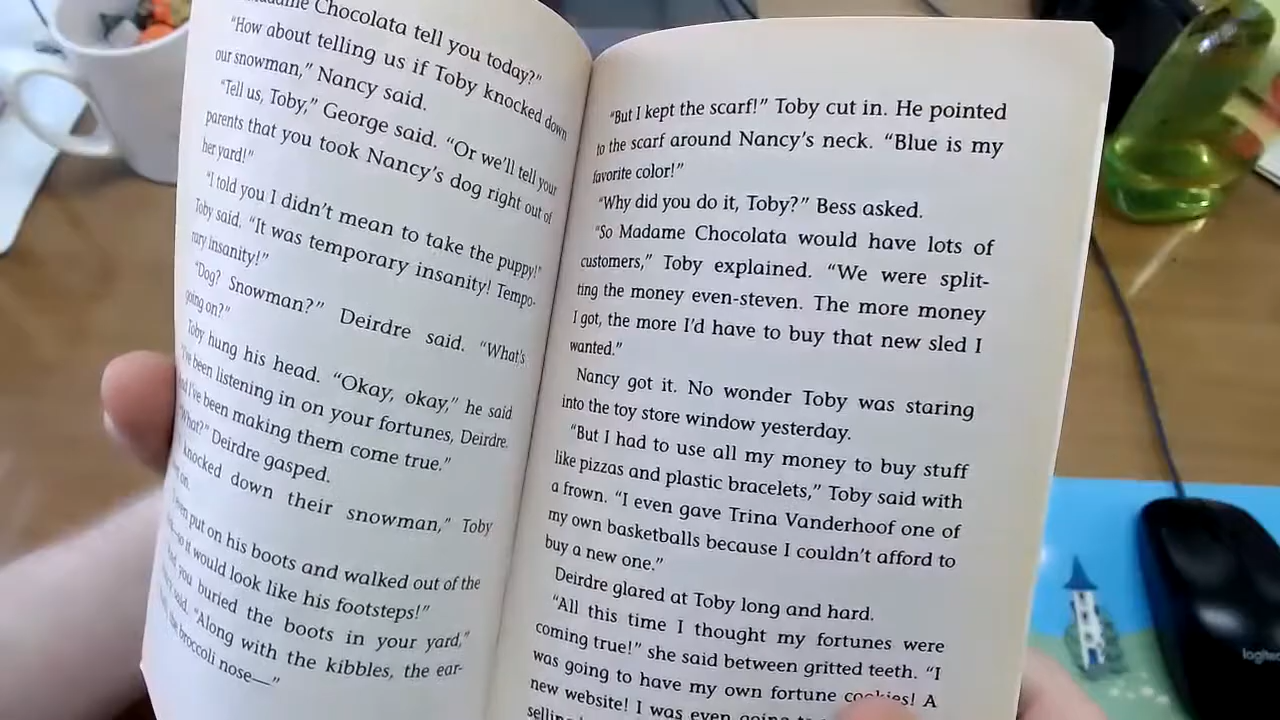 Chocolata tell you today?"
"How about telling us if Toby knocked down
our snowman," Nancy said.
"Tell us, Toby," George said. "Or we'll tell your
parents that you took Nancy's dog right out of
her yard!"
"I told you I didn't mean to take the puppy!"
Toby said. "It was temporary insanity! Tempo-
rary insanity!"
"Dog? Snowman?" Deirdre said. "What's
going on?"
Toby hung his head. "Okay, okay," he said
"I've been listening in on your fortunes, Deirdre.
And I've been making them come true."
"What?" Deirdre gasped.
knocked down their snowman," Toby
on.
even put on his boots and walked out of the
so it would look like his footsteps!"
you buried the boots in your yard,"
said. "Along with the kibbles, the ear-
the broccoli nose—"
"But I kept the scarf!" Toby cut in. He pointed
to the scarf around Nancy's neck. "Blue is my
favorite color!"
"Why did you do it, Toby?" Bess asked.
"So Madame Chocolata would have lots of
customers," Toby explained. "We were split-
ting the money even-steven. The more money
I got, the more I'd have to buy that new sled I
wanted."
Nancy got it. No wonder Toby was staring
into the toy store window yesterday.
"But I had to use all my money to buy stuff
like pizzas and plastic bracelets," Toby said with
a frown. "I even gave Trina Vanderhoof one of
my own basketballs because I couldn't afford to
buy a new one."
Deirdre glared at Toby long and hard.
"All this time I thought my fortunes were
coming true!" she said between gritted teeth. "I
was going to have my own fortune cookies! A
new website! I was even going
logitech